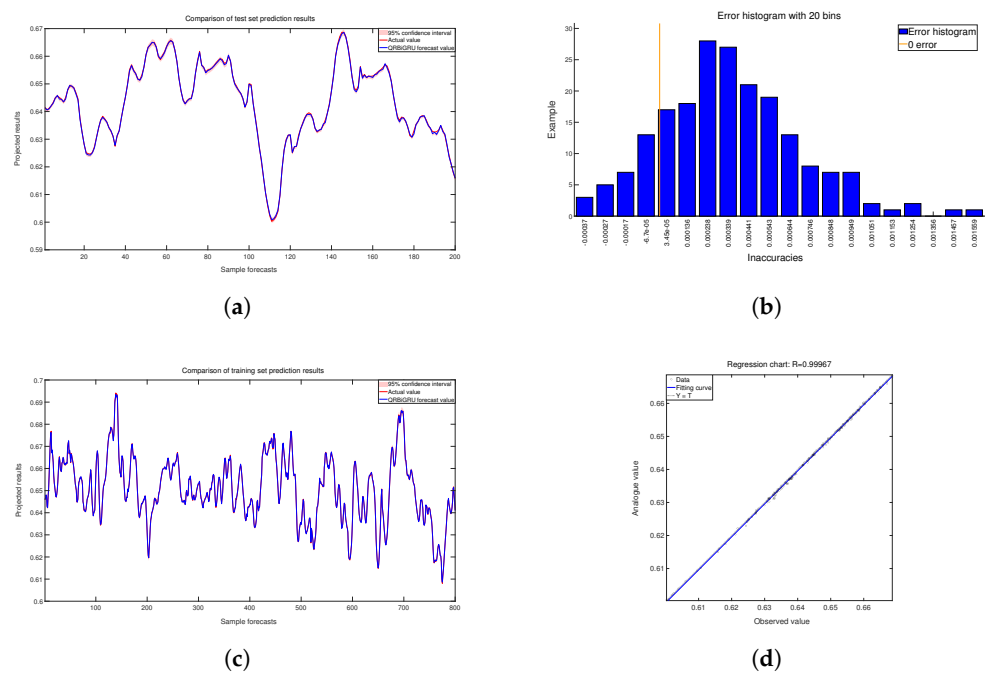 Comparison of test set prediction results
95% confidence interval
Actual value
QRBiGRU forecast value
Projected results
0.67
0.66
0.65
0.64
0.63
0.62
0.61
0.6
0.59
20 40 60 80 100 120 140 160 180 200
Sample forecasts
(a)
Error histogram with 20 bins
Error histogram
0 error
Example
30
25
20
15
10
5
0
-0.00037 -0.00027 -0.00017 -6.7e-05 3.45e-05 0.000136 0.000238 0.000339 0.000441 0.000543 0.000644 0.000746 0.000848 0.000949 0.001051 0.001153 0.001254 0.001356 0.001457 0.001559
Inaccuracies
(b)
Comparison of training set prediction results
95% confidence interval
Actual value
QRBiGRU forecast value
Projected results
0.7
0.69
0.68
0.67
0.66
0.65
0.64
0.63
0.62
0.61
0.6
100 200 300 400 500 600 700 800
Sample forecasts
(c)
Regression chart: R=0.99967
Data
Fitting curve
Y = T
Analogue value
0.66
0.65
0.64
0.63
0.62
0.61
0.61 0.62 0.63 0.64 0.65 0.66
Observed value
(d)